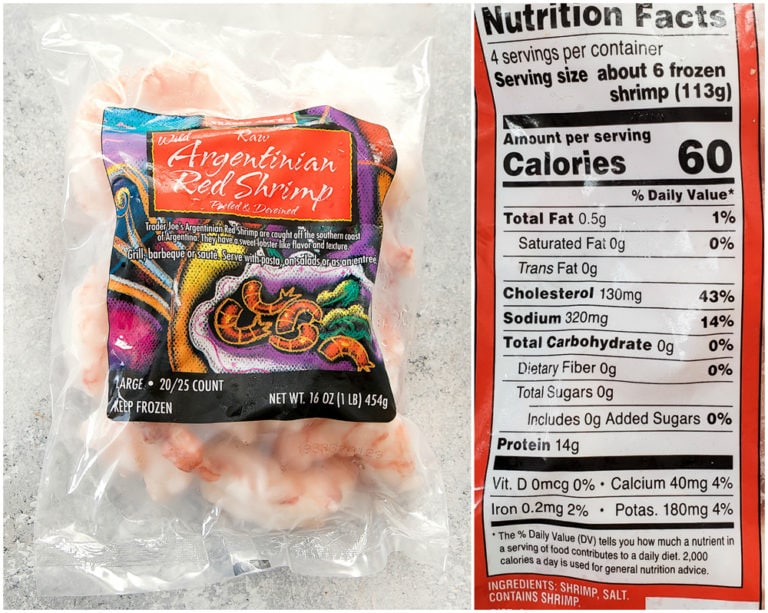 Wild Raw
Argentinian
Red Shrimp
Peeled & Deveined
Trader Joe's Argentinian Red Shrimp are caught off the southern coast
of Argentina. They have a sweet lobster like flavor and texture.
Grill, barbeque or sauté. Serve with pasta, on salads or as an entreé
LARGE • 20/25 COUNT
KEEP FROZEN
NET WT. 16 OZ (1 LB) 454g
Nutrition Facts
4 servings per container
Serving size about 6 frozen
shrimp (113g)
Amount per serving
Calories 60
% Daily Value*
Total Fat 0.5g 1%
Saturated Fat 0g 0%
Trans Fat 0g
Cholesterol 130mg 43%
Sodium 320mg 14%
Total Carbohydrate 0g 0%
Dietary Fiber 0g 0%
Total Sugars 0g
Includes 0g Added Sugars 0%
Protein 14g
Vit. D 0mcg 0% • Calcium 40mg 4%
Iron 0.2mg 2% • Potas. 180mg 4%
* The % Daily Value (DV) tells you how much a nutrient in
a serving of food contributes to a daily diet. 2,000
calories a day is used for general nutrition advice.
INGREDIENTS: SHRIMP, SALT.
CONTAINS SHRIMP.